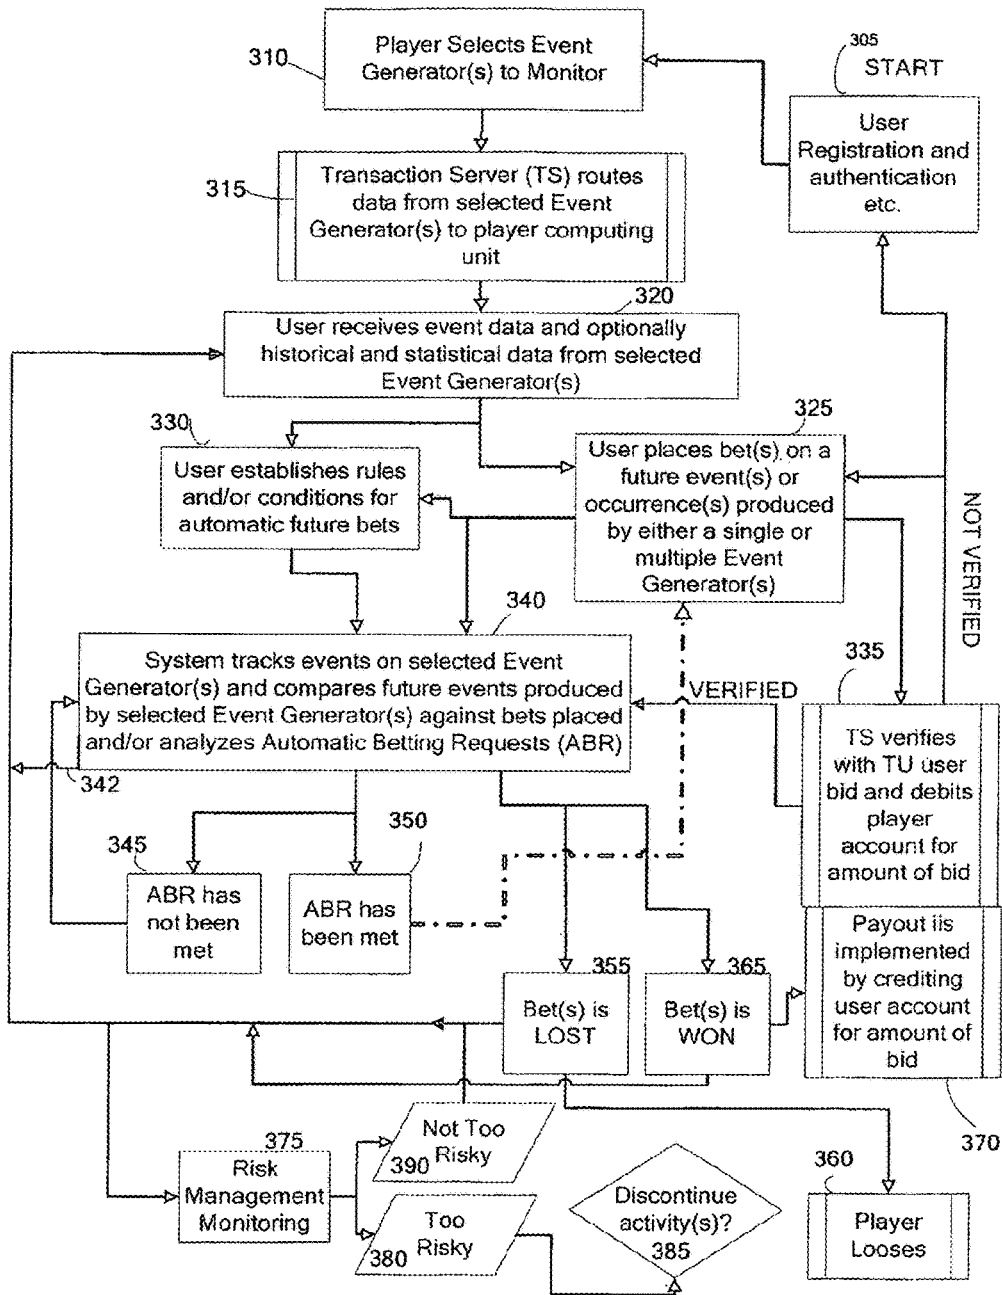 310
Player Selects Event
Generator(s) to Monitor
305
START
User
Registration and
authentication
etc.
315
Transaction Server (TS) routes
data from selected Event
Generator(s) to player computing
unit
320
User receives event data and optionally
historical and statistical data from selected
Event Generator(s)
330
User establishes rules
and/or conditions for
automatic future bets
325
User places bet(s) on a
future event(s) or
occurrence(s) produced
by either a single or
multiple Event
Generator(s)
NOT VERIFIED
340
System tracks events on selected Event
Generator(s) and compares future events produced
by selected Event Generator(s) against bets placed
and/or analyzes Automatic Betting Requests (ABR)
VERIFIED
335
TS verifies
with TU user
bid and debits
player
account for
amount of bid
342
345
ABR has
not been
met
350
ABR has
been met
355
Bet(s) is
LOST
365
Bet(s) is
WON
Payout iis
implemented
by crediting
user account
for amount of
bid
370
375
Risk
Management
Monitoring
Not Too
Risky
390
Too
Risky
380
Discontinue
activity(s)?
385
360
Player
Looses